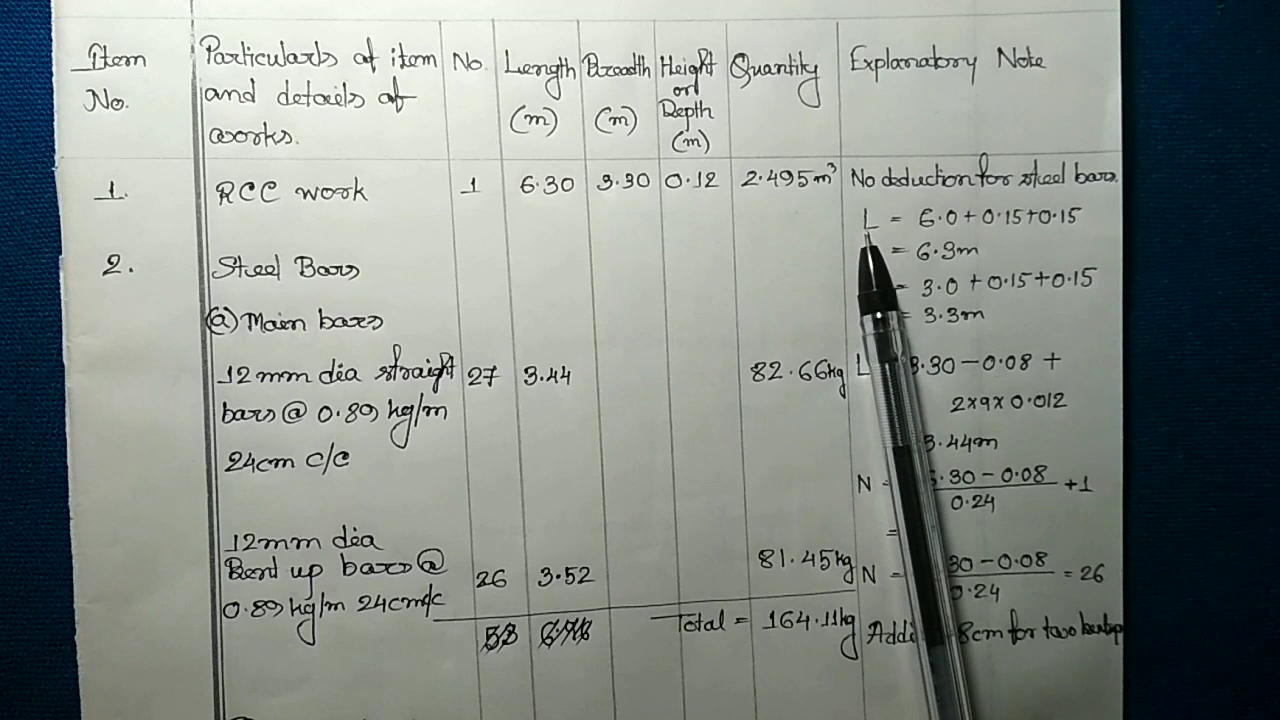 Item No.
Particulars of item and details of works.
No.
Length (m)
Breadth (m)
Height or Depth (m)
Quantity
Explanatory Note
1. RCC work 1 6.30 3.30 0.12 2.495m³ No deduction for steel bars.
L = 6.0 + 0.15 + 0.15
= 6.3m
= 3.0 + 0.15 + 0.15
= 3.3m
2. Steel Bars
(a) Main bars
12mm dia straight 27 3.44 82.66kg L 3.30 - 0.08 +
bars @ 0.89 kg/m 2x9x0.012
24cm c/c 3.44m
N = .30 - 0.08 / 0.24 + 1
=
12mm dia
Bend up bars @ 26 3.52 81.45kg N = 30 - 0.08 / 0.24 = 26
0.89 kg/m 24cm c/c
Total = 164.11kg Addi 8cm for two bentup